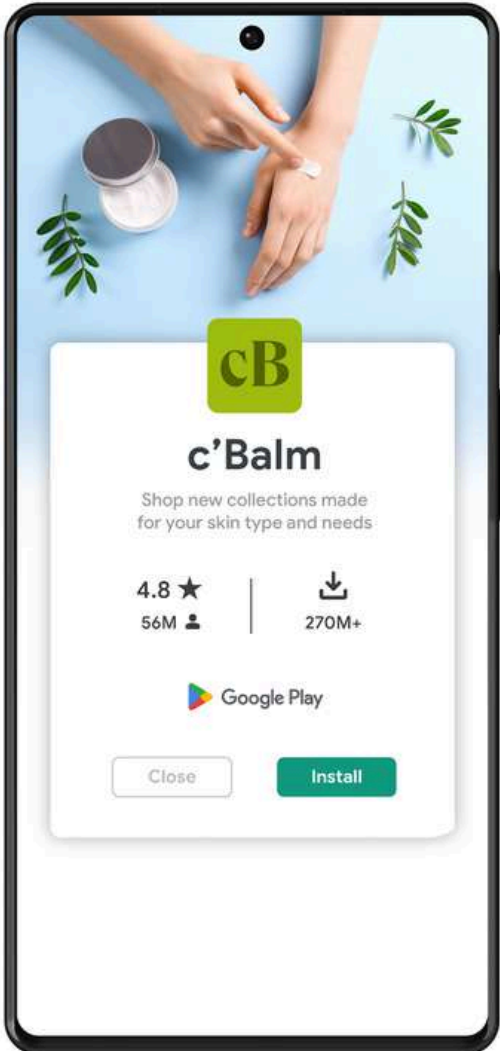 cB
c’Balm
Shop new collections made
for your skin type and needs
4.8 ★
56M
270M+
Google Play
Close
Install